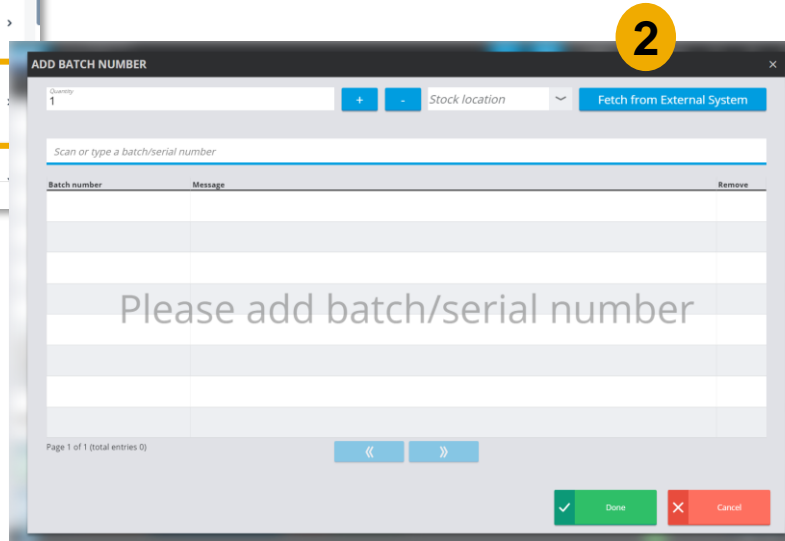 2
ADD BATCH NUMBER
Quantity
1
+ - Stock location Fetch from External System
Scan or type a batch/serial number
Batch number Message Remove
Please add batch/serial number
Page 1 of 1 (total entries 0)
Done Cancel